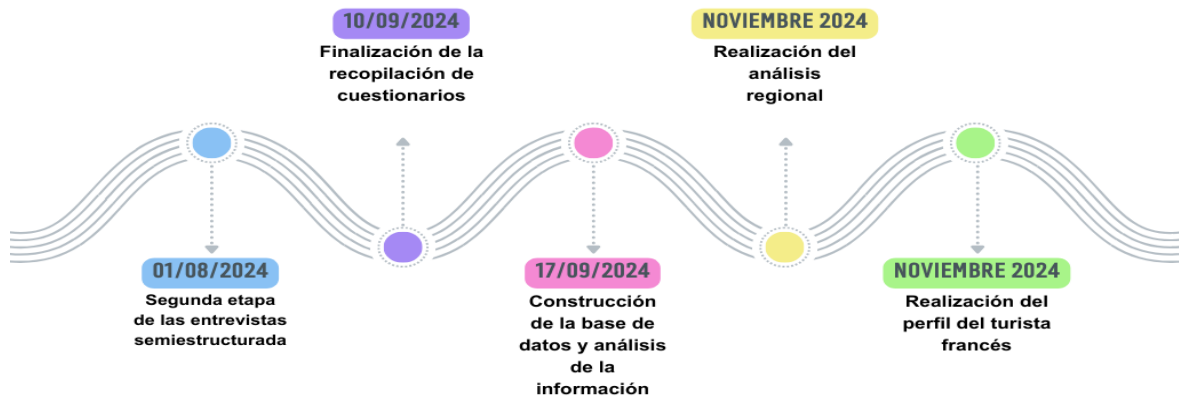 01/08/2024
Segunda etapa
de las entrevistas
semiestructurada
10/09/2024
Finalización de la
recopilación de
cuestionarios
17/09/2024
Construcción
de la base de
datos y análisis
de la
información
NOVIEMBRE 2024
Realización del
análisis
regional
NOVIEMBRE 2024
Realización del
perfil del turista
francés